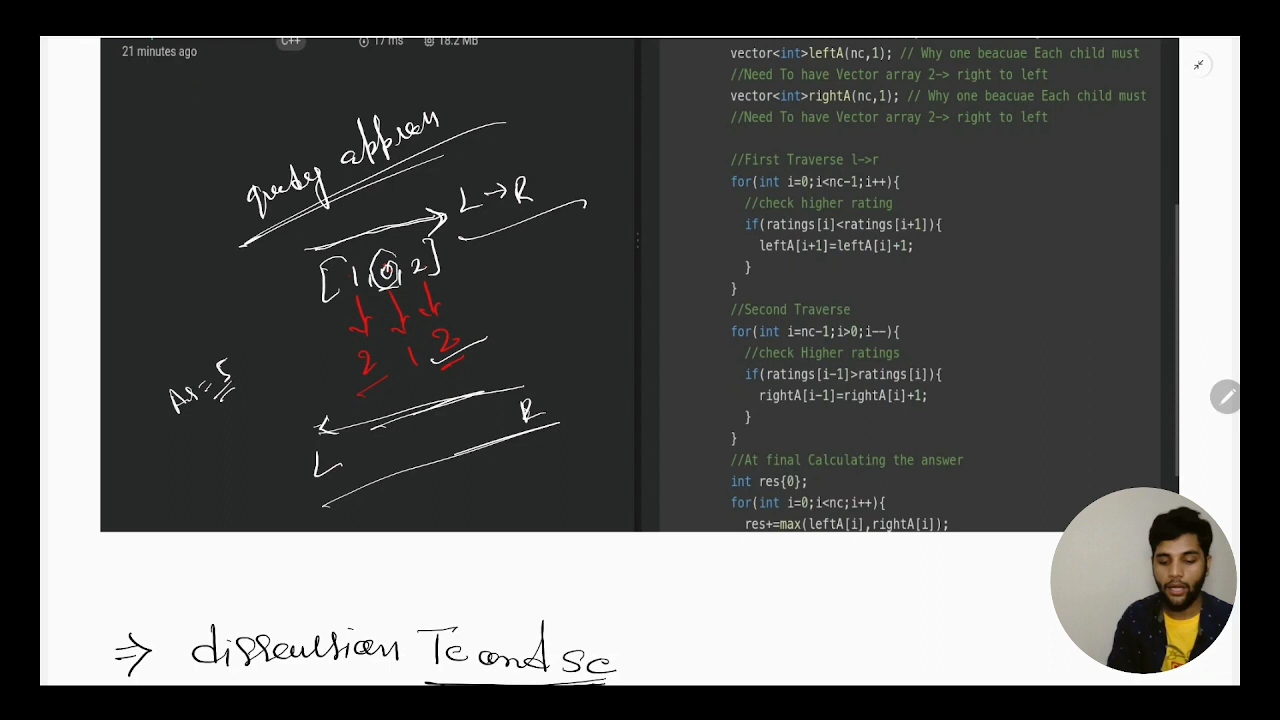 21 minutes ago
C++
17 ms
18.2 MB
greedy approu
L → R
[1, 0, 2]
2 1 2
As = 5
R
L
vector<int>leftA(nc,1); // Why one beacuae Each child must
//Need To have Vector array 2-> right to left
vector<int>rightA(nc,1); // Why one beacuae Each child must
//Need To have Vector array 2-> right to left
//First Traverse l->r
for(int i=0;i<nc-1;i++){
//check higher rating
if(ratings[i]<ratings[i+1]){
leftA[i+1]=leftA[i]+1;
}
}
//Second Traverse
for(int i=nc-1;i>0;i--){
//check Higher ratings
if(ratings[i-1]>ratings[i]){
rightA[i-1]=rightA[i]+1;
}
}
//At final Calculating the answer
int res{0};
for(int i=0;i<nc;i++){
res+=max(leftA[i],rightA[i]);
⇒ disscussion Tc and sc